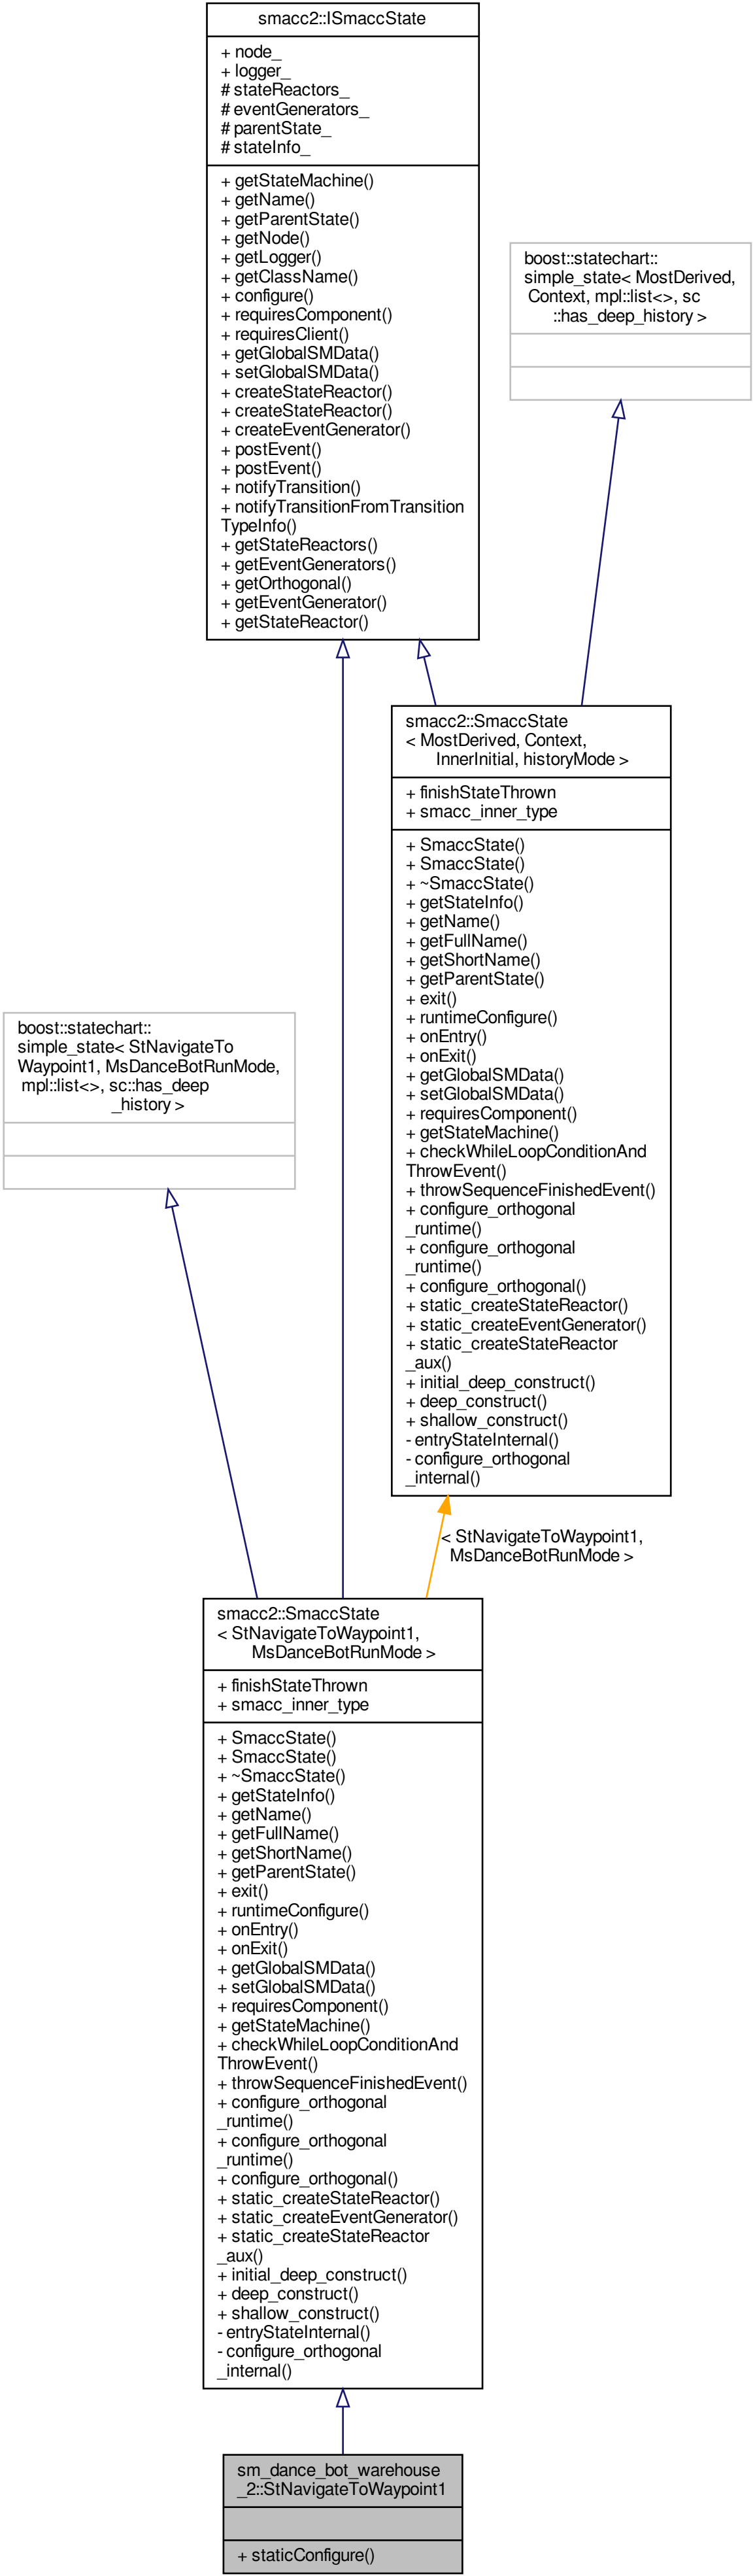 smacc2::ISmaccState
+ node_
+ logger_
# stateReactors_
# eventGenerators_
# parentState_
# stateInfo_
+ getStateMachine()
+ getName()
+ getParentState()
+ getNode()
+ getLogger()
+ getClassName()
+ configure()
+ requiresComponent()
+ requiresClient()
+ getGlobalSMData()
+ setGlobalSMData()
+ createStateReactor()
+ createStateReactor()
+ createEventGenerator()
+ postEvent()
+ postEvent()
+ notifyTransition()
+ notifyTransitionFromTransition
TypeInfo()
+ getStateReactors()
+ getEventGenerators()
+ getOrthogonal()
+ getEventGenerator()
+ getStateReactor()
boost::statechart::
simple_state< MostDerived,
Context, mpl::list<>, sc
::has_deep_history >
smacc2::SmaccState
< MostDerived, Context,
InnerInitial, historyMode >
+ finishStateThrown
+ smacc_inner_type
+ SmaccState()
+ SmaccState()
+ ~SmaccState()
+ getStateInfo()
+ getName()
+ getFullName()
+ getShortName()
+ getParentState()
+ exit()
+ runtimeConfigure()
+ onEntry()
+ onExit()
+ getGlobalSMData()
+ setGlobalSMData()
+ requiresComponent()
+ getStateMachine()
+ checkWhileLoopConditionAnd
ThrowEvent()
+ throwSequenceFinishedEvent()
+ configure_orthogonal
_runtime()
+ configure_orthogonal
_runtime()
+ configure_orthogonal()
+ static_createStateReactor()
+ static_createEventGenerator()
+ static_createStateReactor
_aux()
+ initial_deep_construct()
+ deep_construct()
+ shallow_construct()
- entryStateInternal()
- configure_orthogonal
_internal()
boost::statechart::
simple_state< StNavigateTo
Waypoint1, MsDanceBotRunMode,
mpl::list<>, sc::has_deep
_history >
< StNavigateToWaypoint1,
MsDanceBotRunMode >
smacc2::SmaccState
< StNavigateToWaypoint1,
MsDanceBotRunMode >
+ finishStateThrown
+ smacc_inner_type
+ SmaccState()
+ SmaccState()
+ ~SmaccState()
+ getStateInfo()
+ getName()
+ getFullName()
+ getShortName()
+ getParentState()
+ exit()
+ runtimeConfigure()
+ onEntry()
+ onExit()
+ getGlobalSMData()
+ setGlobalSMData()
+ requiresComponent()
+ getStateMachine()
+ checkWhileLoopConditionAnd
ThrowEvent()
+ throwSequenceFinishedEvent()
+ configure_orthogonal
_runtime()
+ configure_orthogonal
_runtime()
+ configure_orthogonal()
+ static_createStateReactor()
+ static_createEventGenerator()
+ static_createStateReactor
_aux()
+ initial_deep_construct()
+ deep_construct()
+ shallow_construct()
- entryStateInternal()
- configure_orthogonal
_internal()
sm_dance_bot_warehouse
_2::StNavigateToWaypoint1
+ staticConfigure()